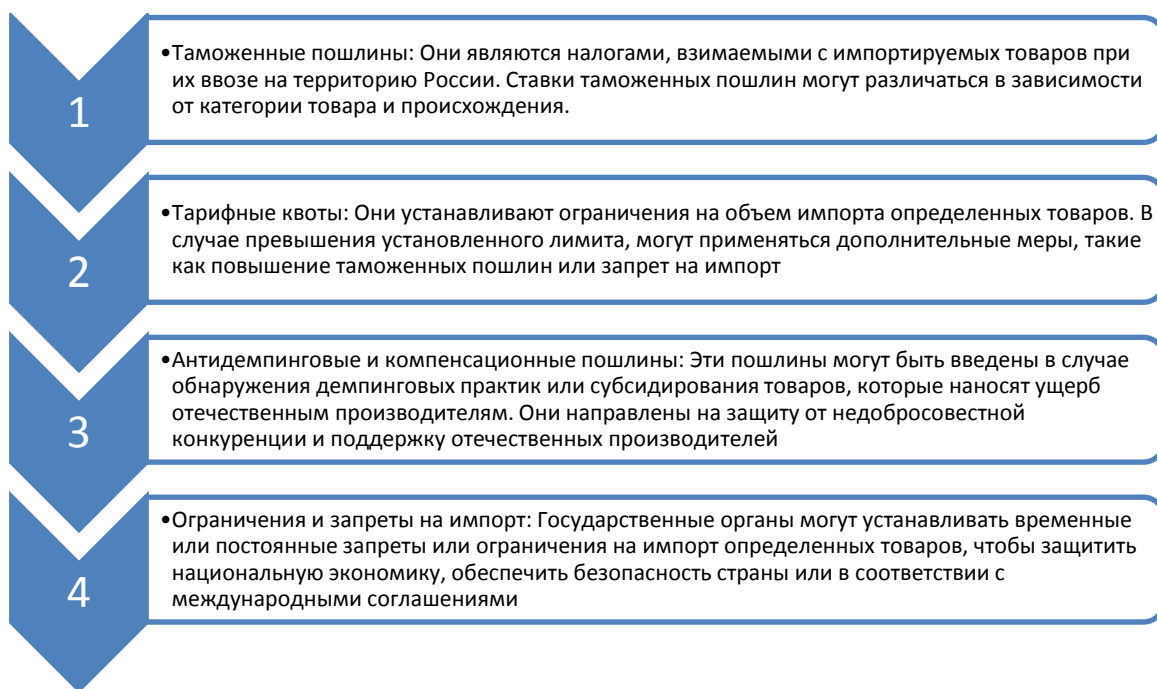 1
•Таможенные пошлины: Они являются налогами, взимаемыми с импортируемых товаров при
их ввозе на территорию России. Ставки таможенных пошлин могут различаться в зависимости
от категории товара и происхождения.
2
•Тарифные квоты: Они устанавливают ограничения на объем импорта определенных товаров. В
случае превышения установленного лимита, могут применяться дополнительные меры, такие
как повышение таможенных пошлин или запрет на импорт
3
•Антидемпинговые и компенсационные пошлины: Эти пошлины могут быть введены в случае
обнаружения демпинговых практик или субсидирования товаров, которые наносят ущерб
отечественным производителям. Они направлены на защиту от недобросовестной
конкуренции и поддержку отечественных производителей
4
•Ограничения и запреты на импорт: Государственные органы могут устанавливать временные
или постоянные запреты или ограничения на импорт определенных товаров, чтобы защитить
национальную экономику, обеспечить безопасность страны или в соответствии с
международными соглашениями